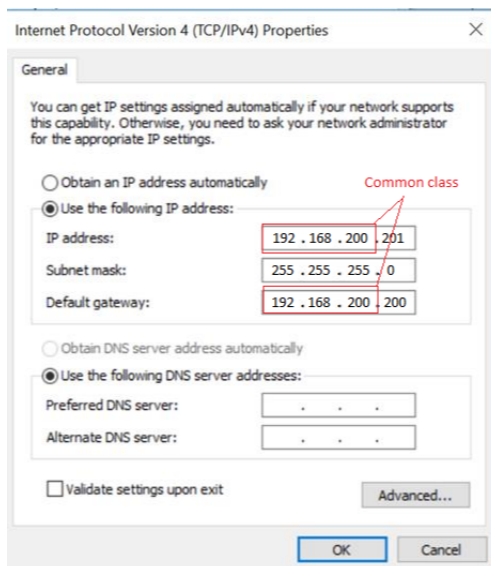 Internet Protocol Version 4 (TCP/IPv4) Properties
General
You can get IP settings assigned automatically if your network supports
this capability. Otherwise, you need to ask your network administrator
for the appropriate IP settings.
Obtain an IP address automatically
Common class
Use the following IP address:
IP address: 192 . 168 . 200 . 201
Subnet mask: 255 . 255 . 255 . 0
Default gateway: 192 . 168 . 200 . 200
Obtain DNS server address automatically
Use the following DNS server addresses:
Preferred DNS server: . . .
Alternate DNS server: . . .
Validate settings upon exit
Advanced...
OK Cancel